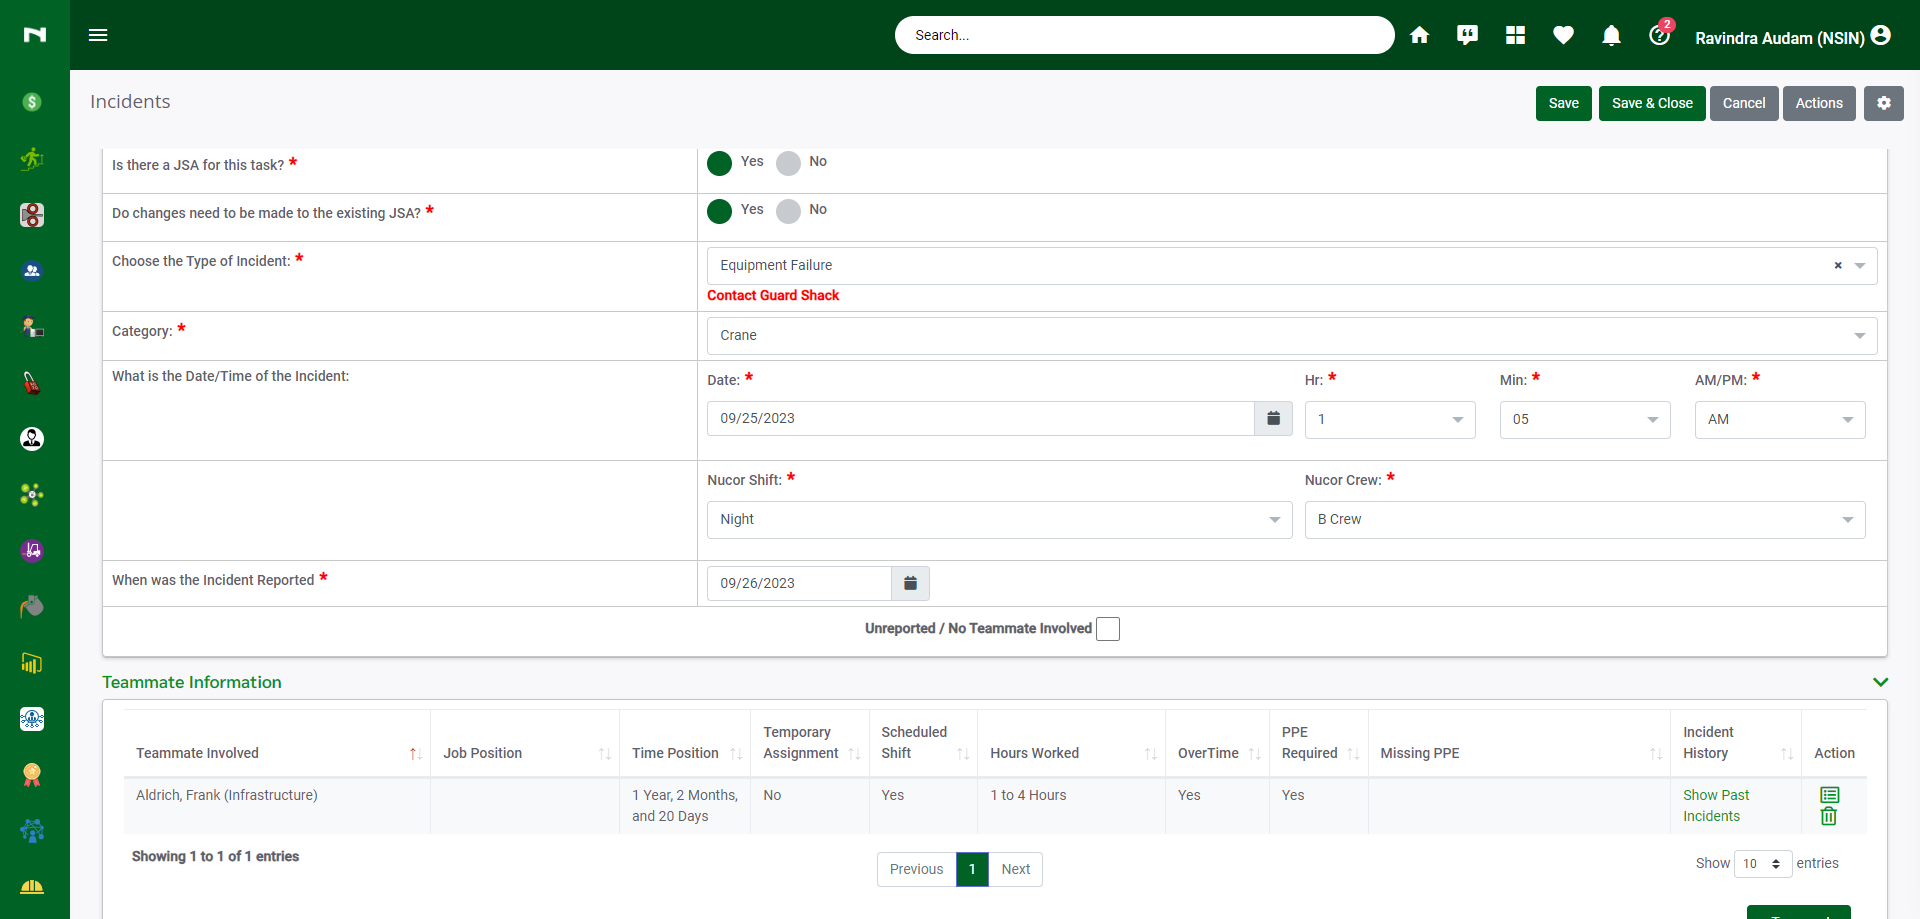 Search...
2
Ravindra Audam (NSIN)
Incidents
Save
Save & Close
Cancel
Actions
Is there a JSA for this task? *
Yes
No
Do changes need to be made to the existing JSA? *
Yes
No
Choose the Type of Incident: *
Equipment Failure
×
Contact Guard Shack
Category: *
Crane
What is the Date/Time of the Incident:
Date: *
Hr: *
Min: *
AM/PM: *
09/25/2023
1
05
AM
Nucor Shift: *
Nucor Crew: *
Night
B Crew
When was the Incident Reported *
09/26/2023
Unreported / No Teammate Involved
Teammate Information
Teammate Involved
Job Position
Time Position
Temporary
Assignment
Scheduled
Shift
Hours Worked
OverTime
PPE
Required
Missing PPE
Incident
History
Action
Aldrich, Frank (Infrastructure)
1 Year, 2 Months,
and 20 Days
No
Yes
1 to 4 Hours
Yes
Yes
Show Past
Incidents
Showing 1 to 1 of 1 entries
Previous
1
Next
Show 10 entries